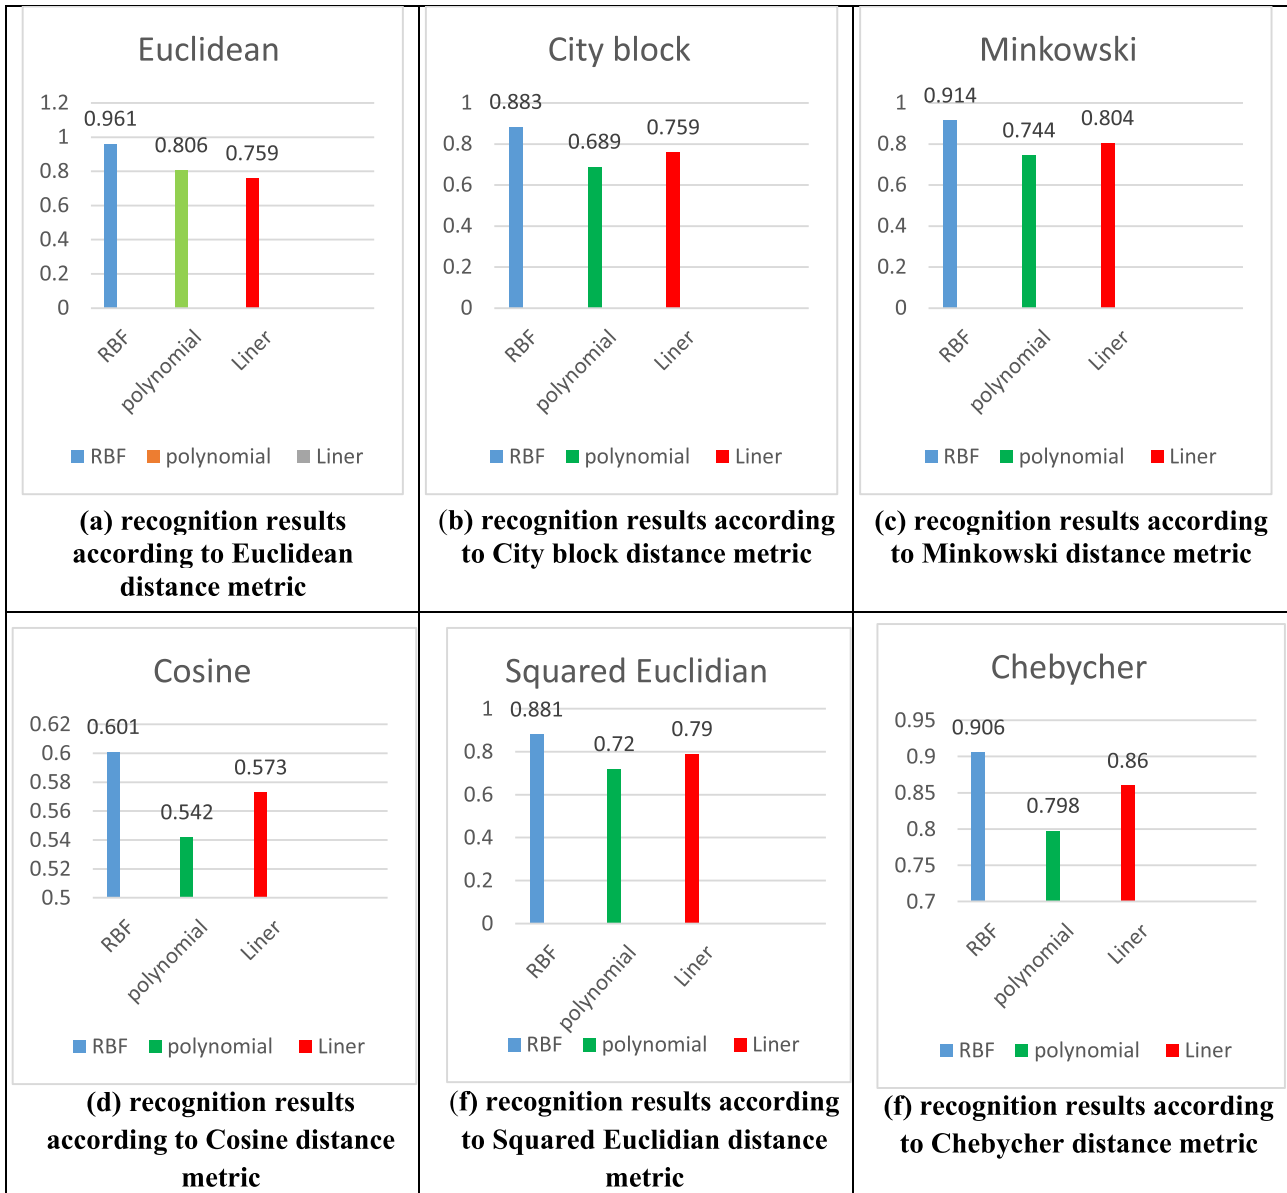 Euclidean
1.2
1
0.8
0.6
0.4
0.2
0
0.961
0.806
0.759
RBF
polynomial
Liner
RBF polynomial Liner
(a) recognition results
according to Euclidean
distance metric
City block
1
0.8
0.6
0.4
0.2
0
0.883
0.689
0.759
RBF
polynomial
Liner
RBF polynomial Liner
(b) recognition results according
to City block distance metric
Minkowski
1
0.8
0.6
0.4
0.2
0
0.914
0.744
0.804
RBF
polynomial
Liner
RBF polynomial Liner
(c) recognition results according
to Minkowski distance metric
Cosine
0.62
0.6
0.58
0.56
0.54
0.52
0.5
0.601
0.542
0.573
RBF
polynomial
Liner
RBF polynomial Liner
(d) recognition results
according to Cosine distance
metric
Squared Euclidian
1
0.8
0.6
0.4
0.2
0
0.881
0.72
0.79
RBF
polynomial
Liner
RBF polynomial Liner
(f) recognition results according
to Squared Euclidian distance
metric
Chebycher
0.95
0.9
0.85
0.8
0.75
0.7
0.906
0.798
0.86
RBF
polynomial
Liner
RBF polynomial Liner
(f) recognition results according
to Chebycher distance metric